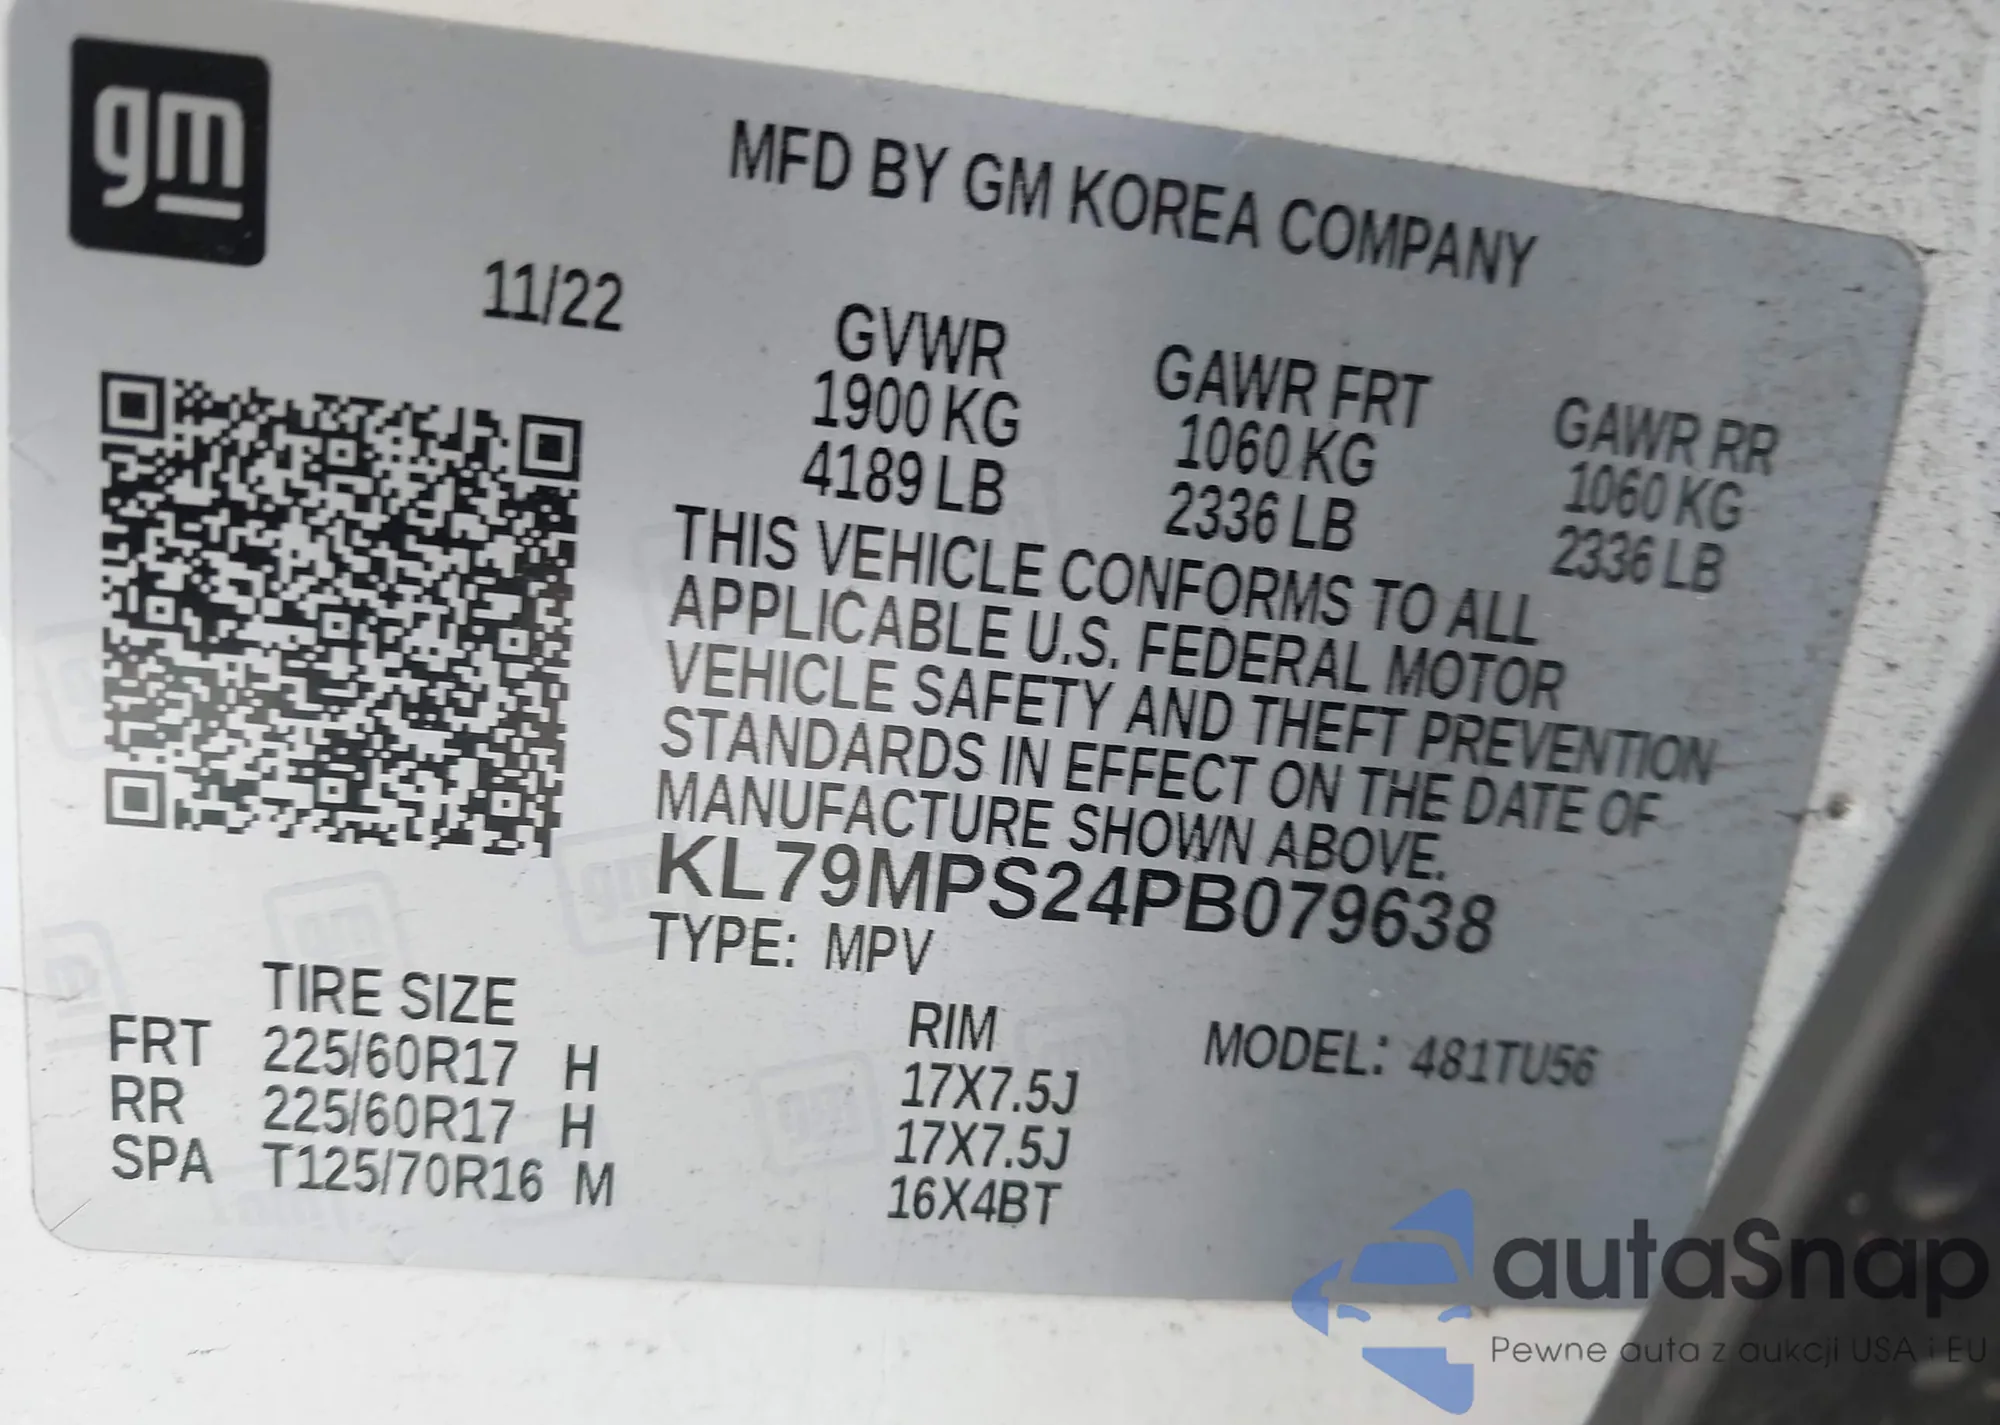 gm
MFD BY GM KOREA COMPANY
11/22
GVWR GAWR FRT GAWR RR
1900 KG 1060 KG 1060 KG
4189 LB 2336 LB 2336 LB
THIS VEHICLE CONFORMS TO ALL
APPLICABLE U.S. FEDERAL MOTOR
VEHICLE SAFETY AND THEFT PREVENTION
STANDARDS IN EFFECT ON THE DATE OF
MANUFACTURE SHOWN ABOVE.
KL79MPS24PB079638
TYPE: MPV
TIRE SIZE RIM MODEL: 481TU56
FRT 225/60R17 H 17X7.5J
RR 225/60R17 H 17X7.5J
SPA T125/70R16 M 16X4BT
autaSnap
Pewne auta z aukcji USA i EU